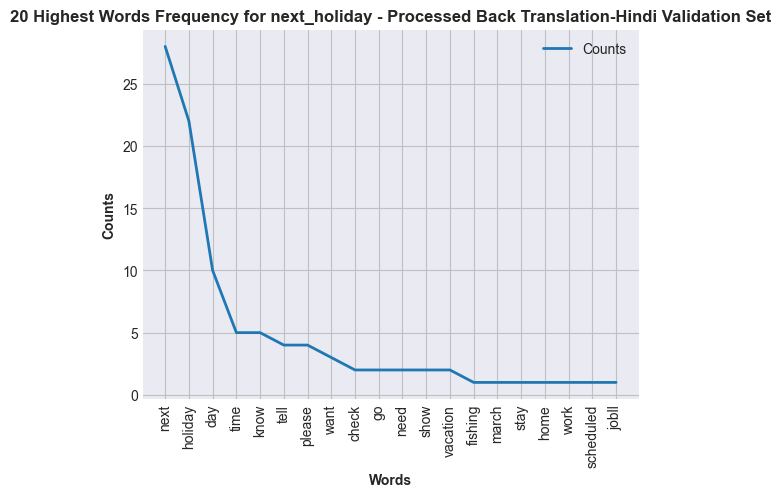 20 Highest Words Frequency for next_holiday - Processed Back Translation-Hindi Validation Set
Counts
25
20
15
10
5
0
Counts
next
holiday
day
time
know
tell
please
want
check
go
need
show
vacation
fishing
march
stay
home
work
scheduled
jobll
Words